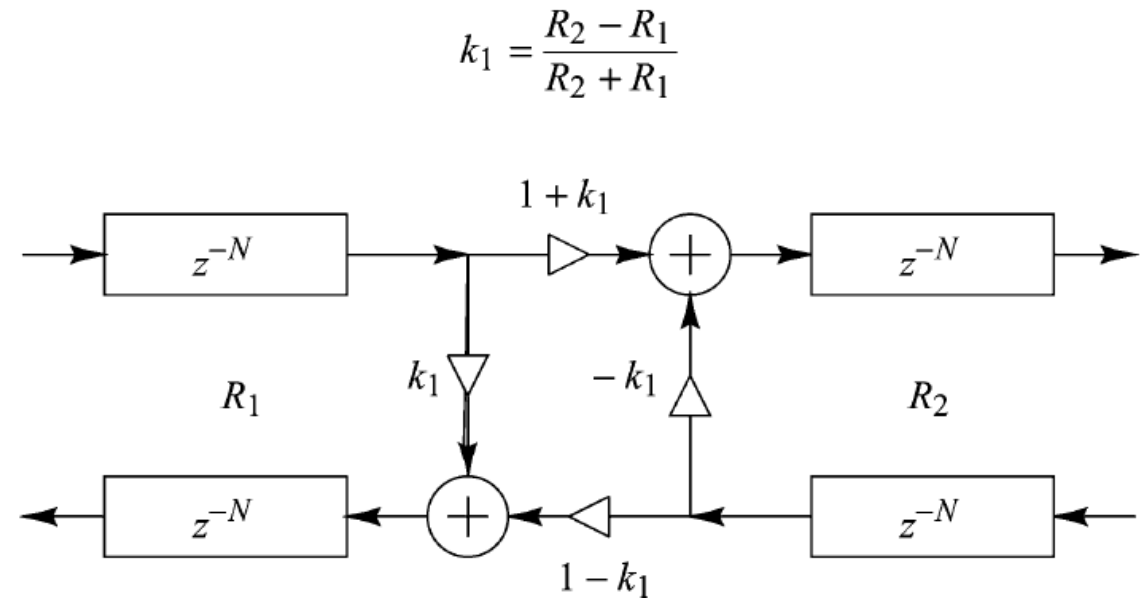 k₁ = (R₂ − R₁) / (R₂ + R₁)
1 + k₁
z⁻ᴺ
+
z⁻ᴺ
R₁
k₁
− k₁
R₂
z⁻ᴺ
+
1 − k₁
z⁻ᴺ